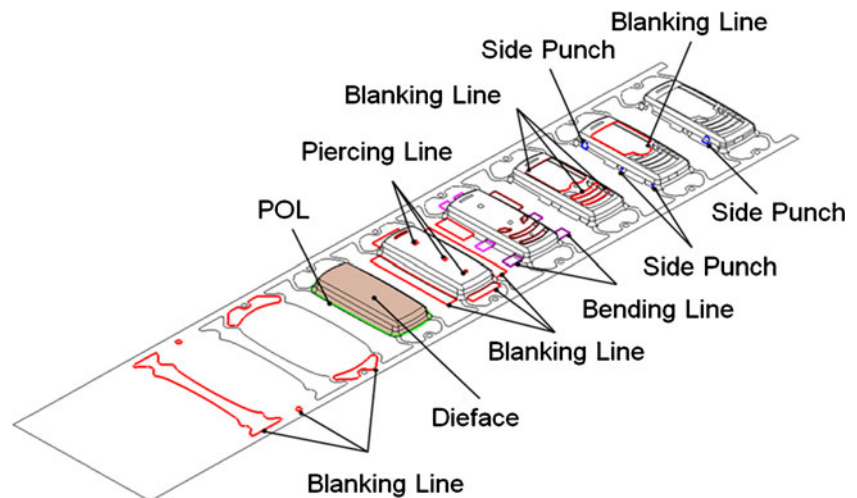 Blanking Line
Side Punch
Blanking Line
Piercing Line
POL
Side Punch
Side Punch
Bending Line
Blanking Line
Dieface
Blanking Line